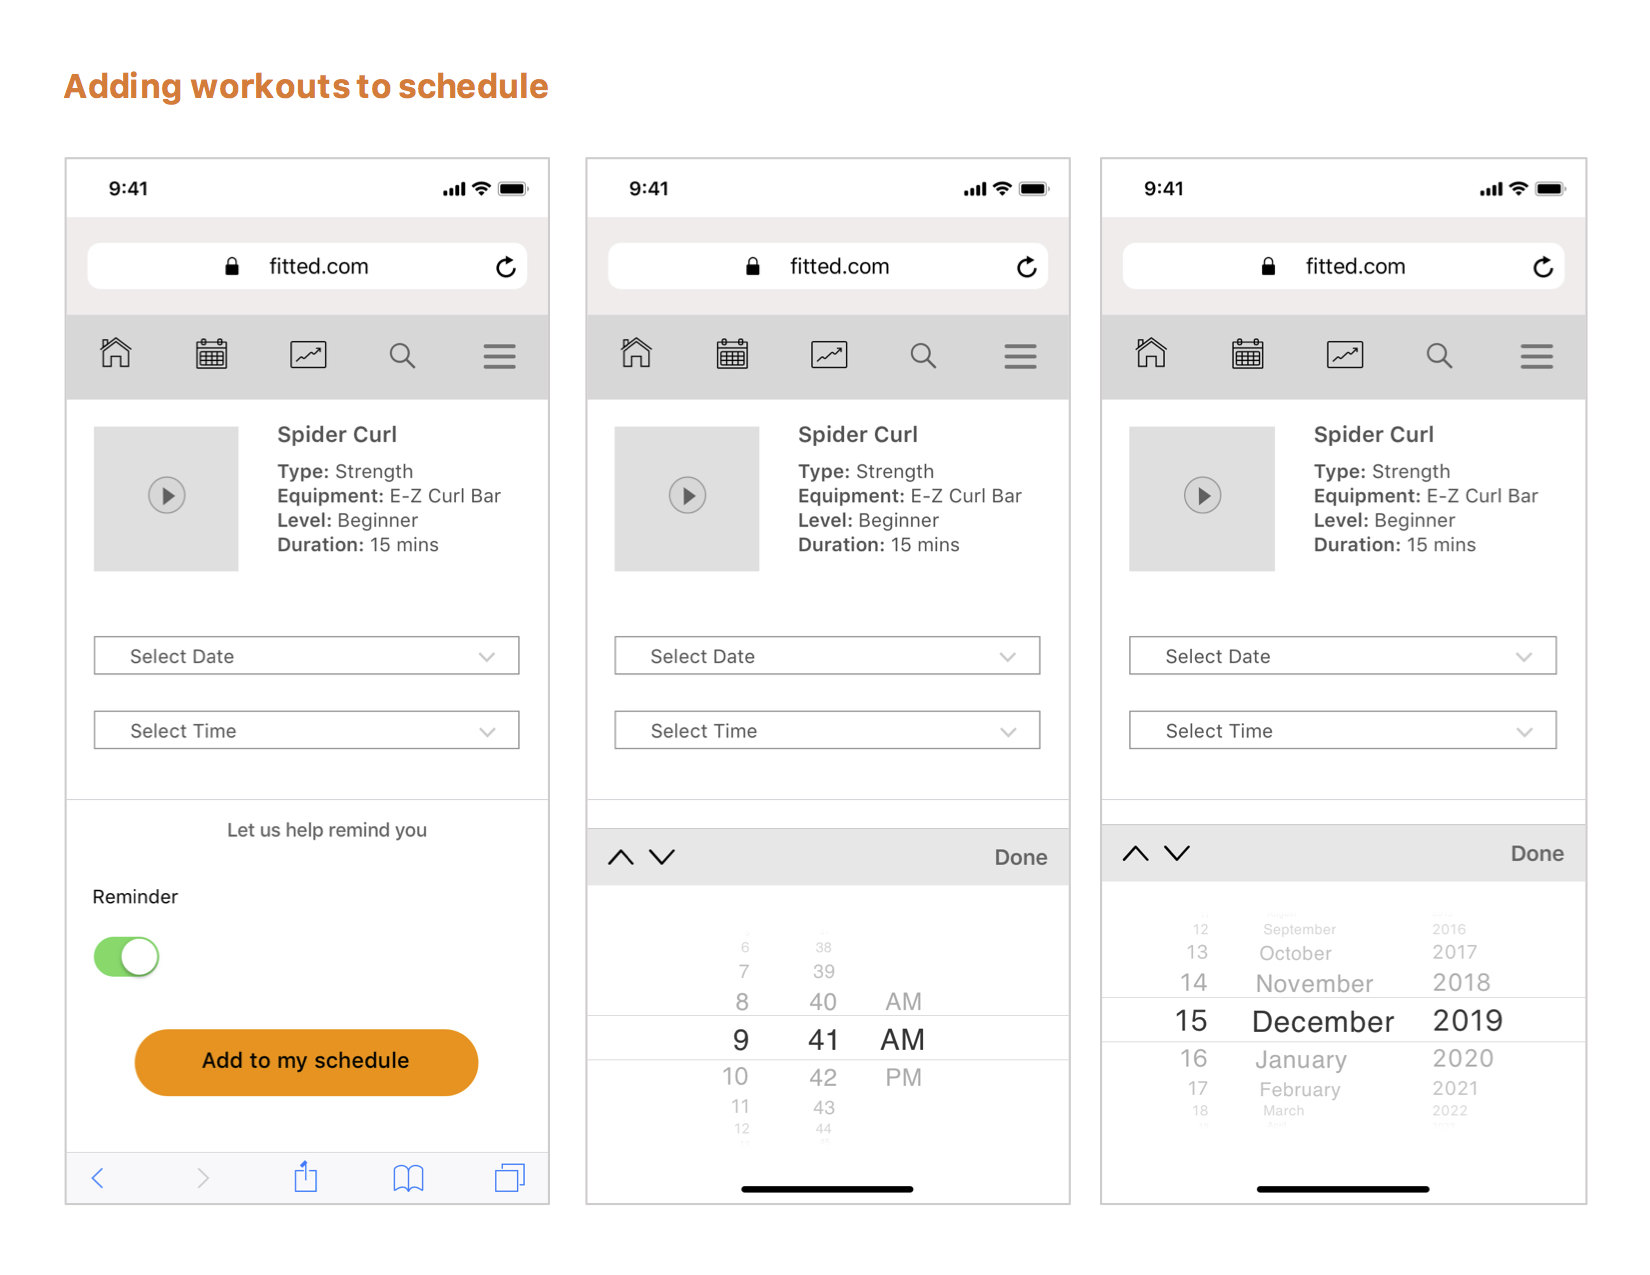 Adding workouts to schedule
9:41
fitted.com
Spider Curl
Type: Strength
Equipment: E-Z Curl Bar
Level: Beginner
Duration: 15 mins
Select Date
Select Time
Let us help remind you
Reminder
Add to my schedule
9:41
fitted.com
Spider Curl
Type: Strength
Equipment: E-Z Curl Bar
Level: Beginner
Duration: 15 mins
Select Date
Select Time
Done
6 38
7 39
8 40 AM
9 41 AM
10 42 PM
11 43
12 44
9:41
fitted.com
Spider Curl
Type: Strength
Equipment: E-Z Curl Bar
Level: Beginner
Duration: 15 mins
Select Date
Select Time
Done
12 September 2016
13 October 2017
14 November 2018
15 December 2019
16 January 2020
17 February 2021
18 March 2022